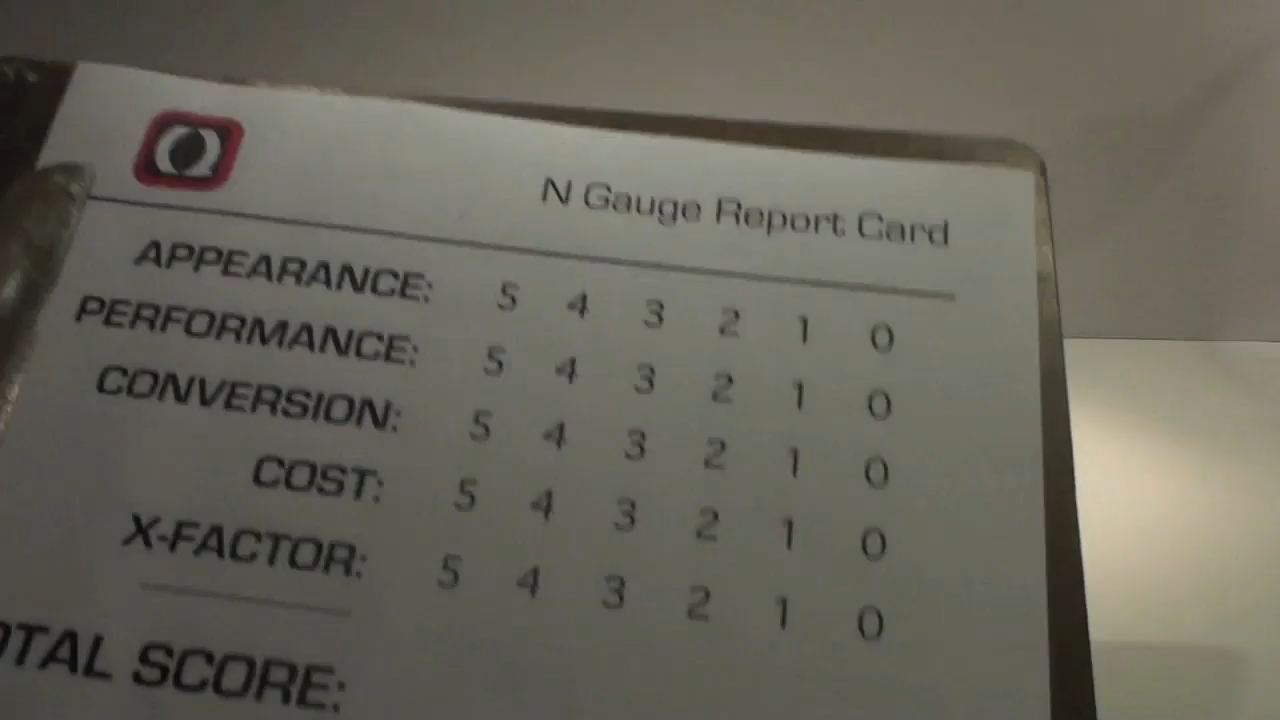 N Gauge Report Card
APPEARANCE: 5 4 3 2 1 0
PERFORMANCE: 5 4 3 2 1 0
CONVERSION: 5 4 3 2 1 0
COST: 5 4 3 2 1 0
X-FACTOR: 5 4 3 2 1 0
OTAL SCORE: